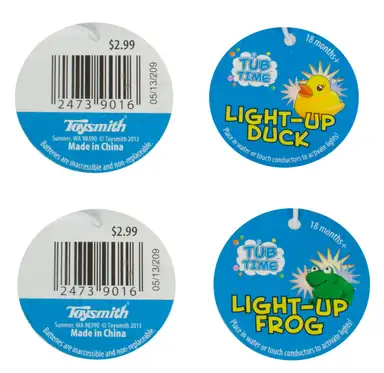 $2.99
2473 9016
05/13/209
Toysmith
Sumner, WA 98390 © Toysmith 2013
Made in China
Batteries are inaccessible and non-replaceable.
18 months+
TUB
TIME
LIGHT-UP
DUCK
Place in water or touch conductors to activate lights!
$2.99
2473 9016
05/13/209
Toysmith
Sumner, WA 98390 © Toysmith 2013
Made in China
Batteries are inaccessible and non-replaceable.
18 months+
TUB
TIME
LIGHT-UP
FROG
Place in water or touch conductors to activate lights!